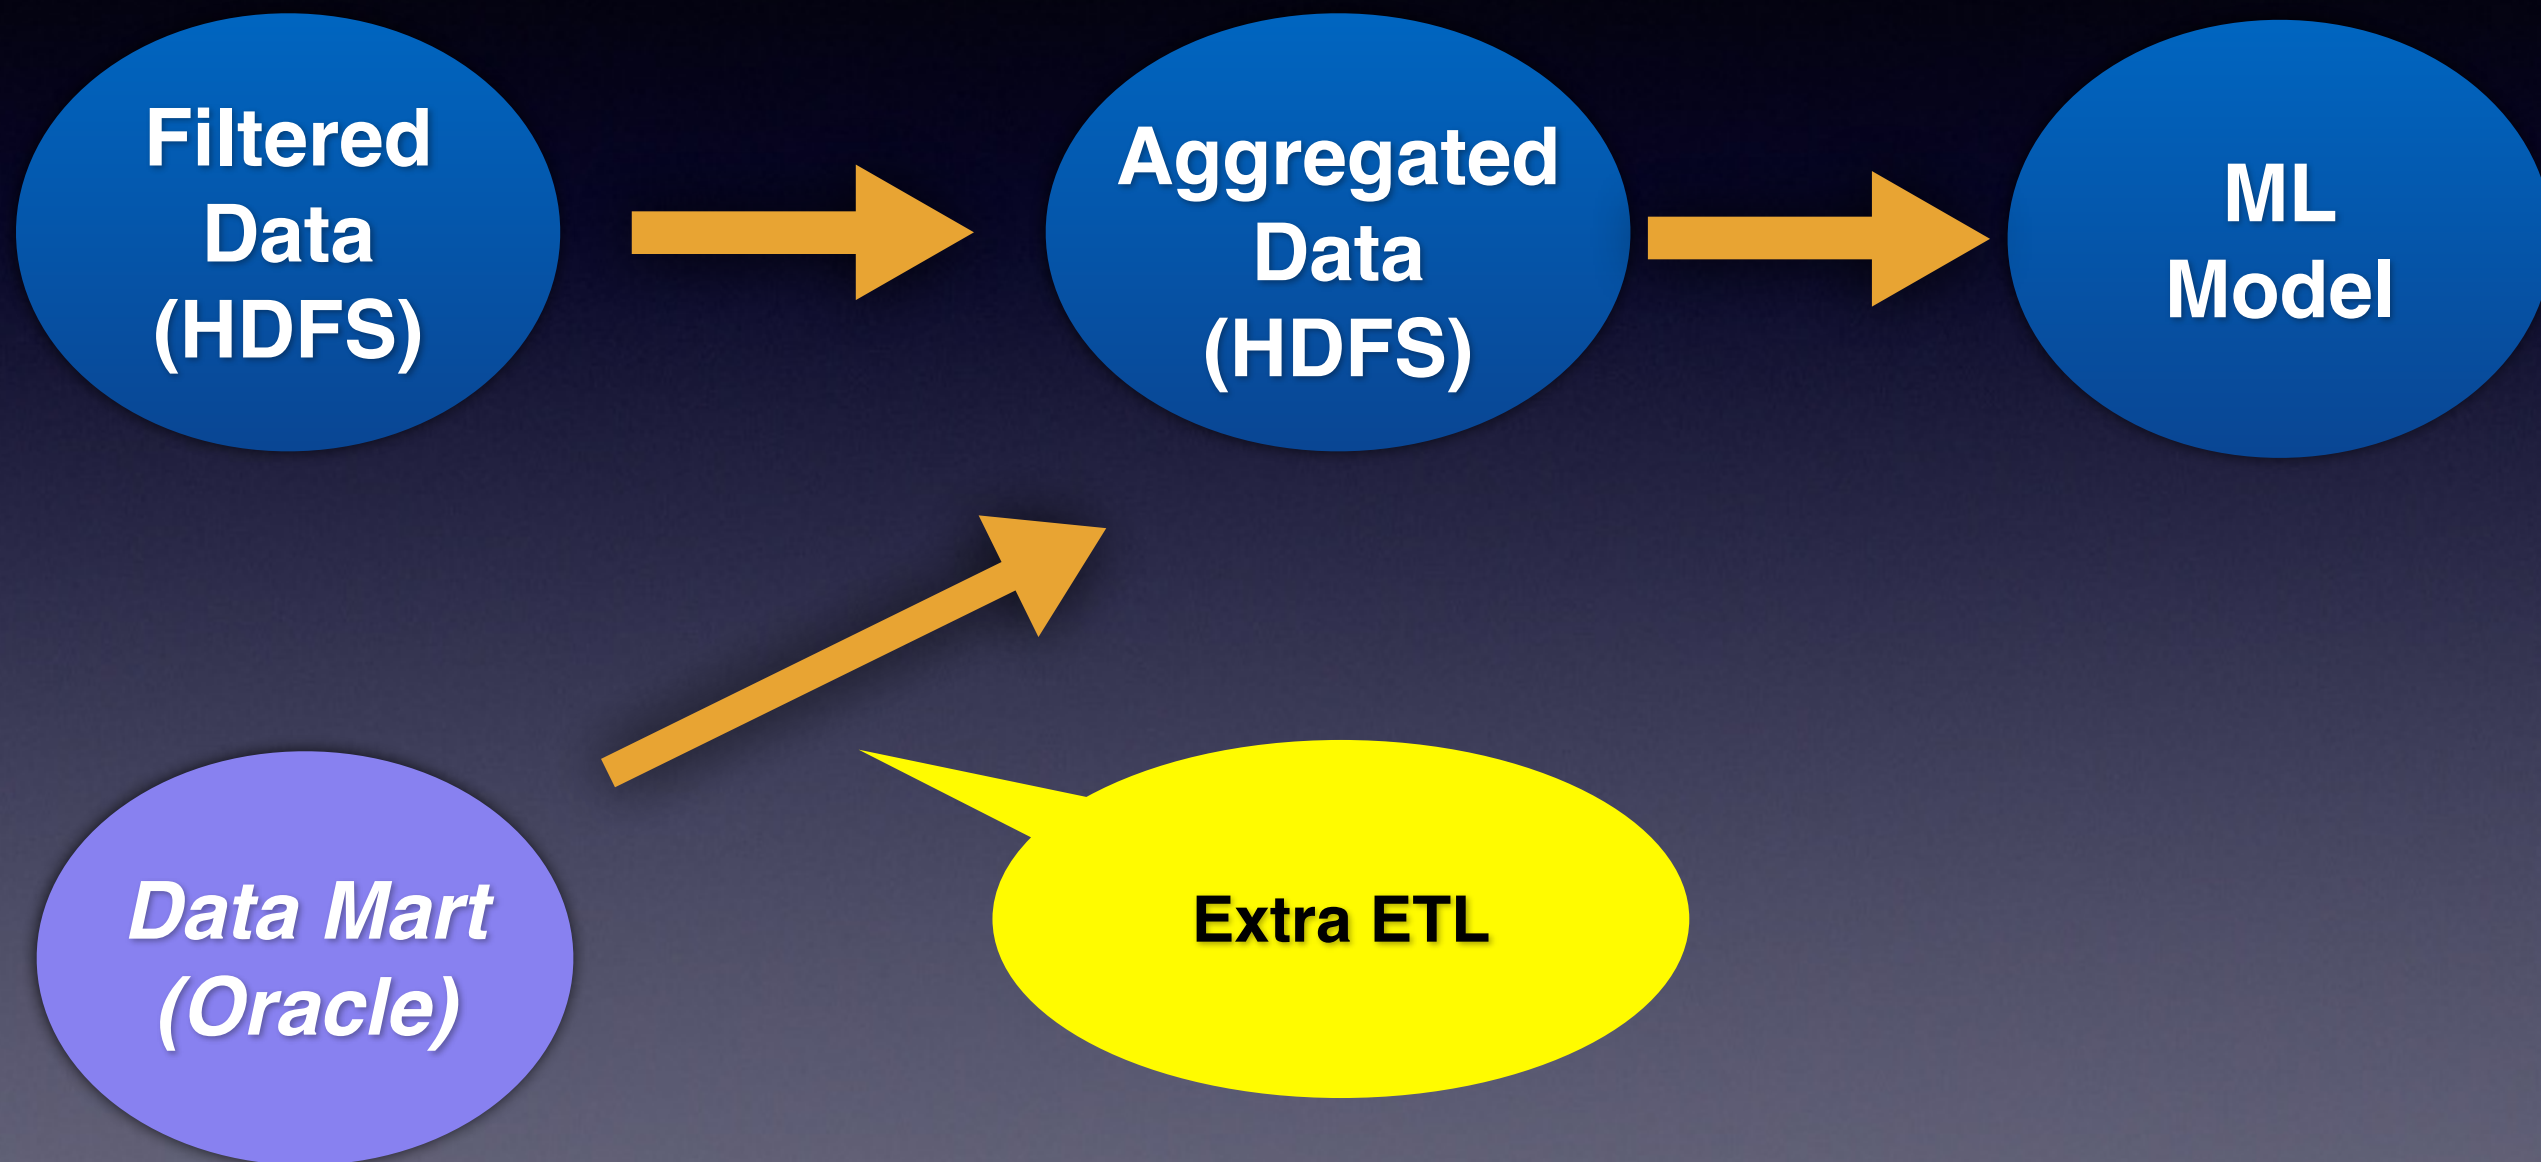 Filtered
Data
(HDFS)
Aggregated
Data
(HDFS)
ML
Model
Data Mart
(Oracle)
Extra ETL